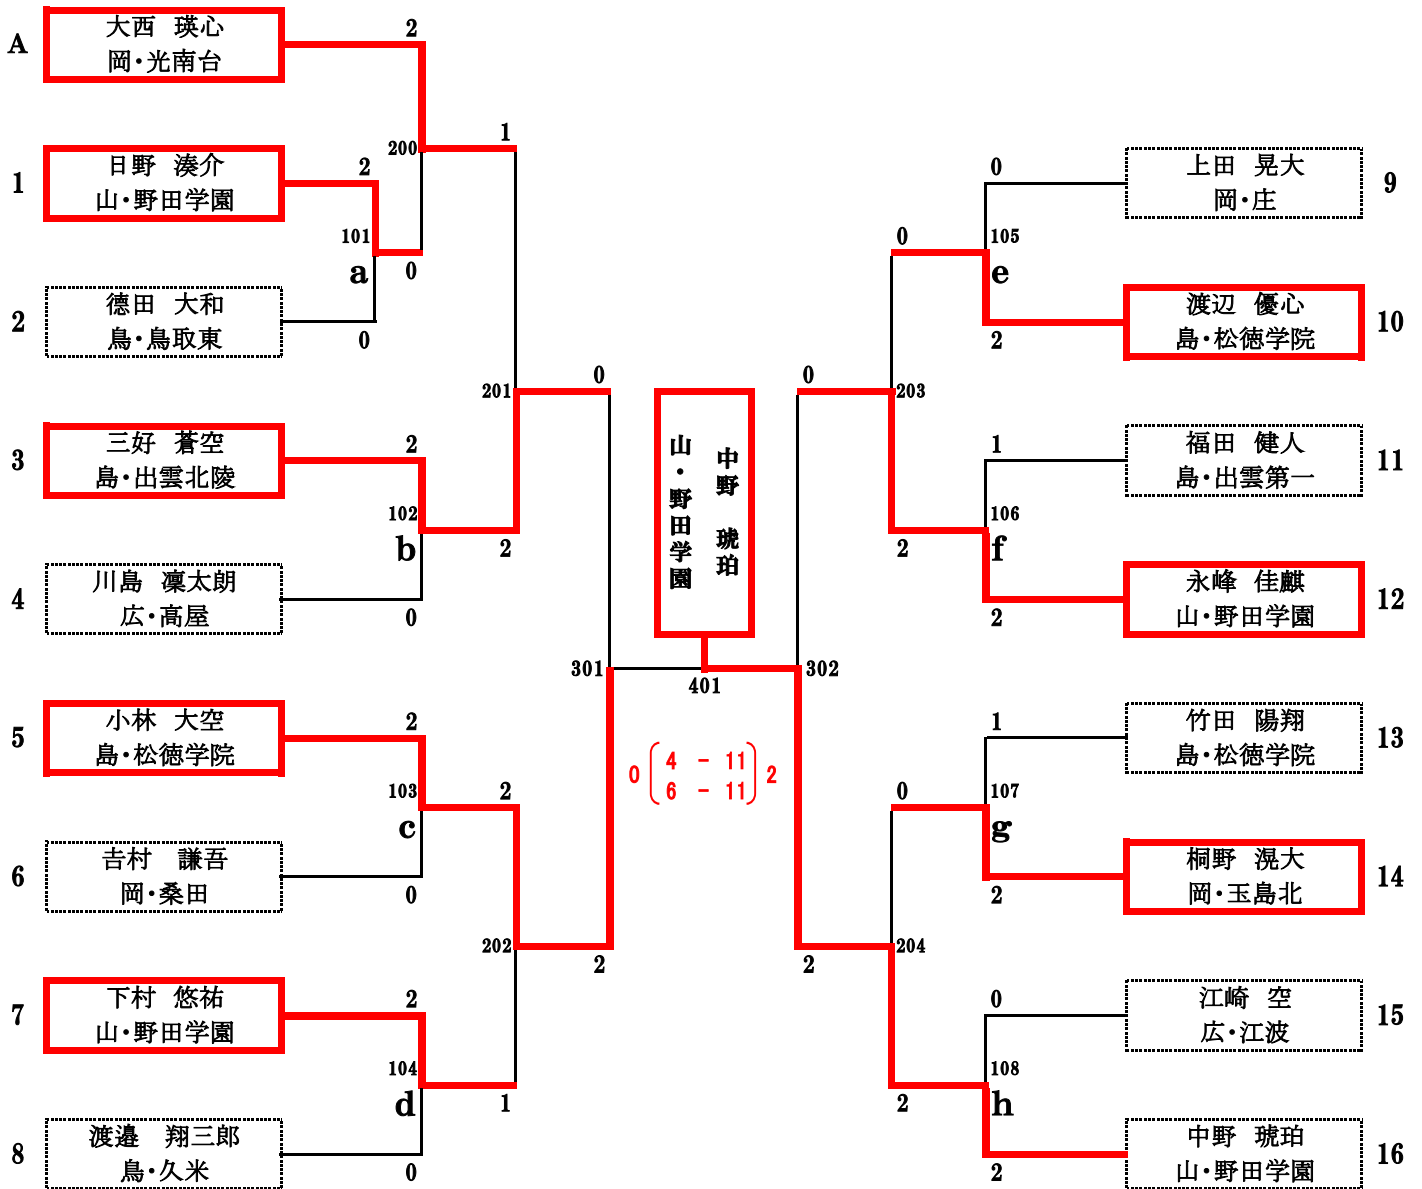 A
大西 瑛心
岡・光南台
2
1
日野 湊介
山・野田学園
2
200
1
101
a
0
2
德田 大和
鳥・鳥取東
0
3
三好 蒼空
島・出雲北陵
2
201
0
102
b
2
4
川島 凜太朗
広・高屋
0
301
5
小林 大空
島・松徳学院
2
103
c
2
6
吉村 謙吾
岡・桑田
0
202
2
7
下村 悠祐
山・野田学園
2
104
d
1
8
渡邉 翔三郎
鳥・久米
0
中野 琥珀
山・野田学園
401
0 4 - 11 2
6 - 11
0
上田 晃大
岡・庄
9
0
105
e
2
渡辺 優心
島・松徳学院
10
0
203
1
福田 健人
島・出雲第一
11
106
f
2
2
永峰 佳麒
山・野田学園
12
302
1
竹田 陽翔
島・松徳学院
13
0
107
g
2
桐野 滉大
岡・玉島北
14
2
204
0
江崎 空
広・江波
15
108
h
2
2
中野 琥珀
山・野田学園
16